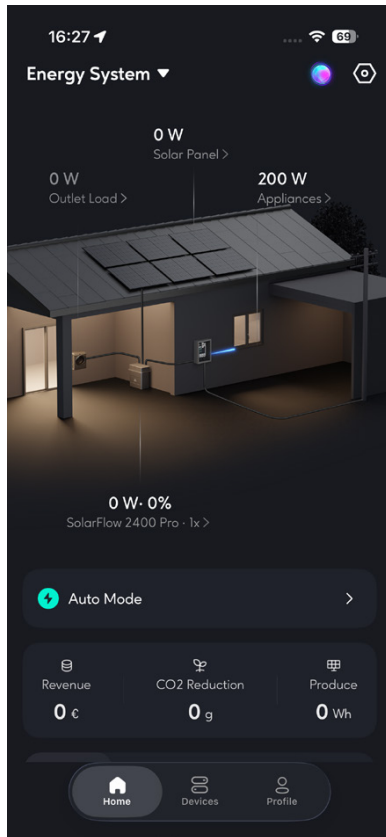 16:27
69
Energy System
0 W
Solar Panel >
0 W
Outlet Load >
200 W
Appliances >
0 W· 0%
SolarFlow 2400 Pro · 1x >
Auto Mode >
Revenue
CO2 Reduction
Produce
0 €
0 g
0 Wh
Home
Devices
Profile